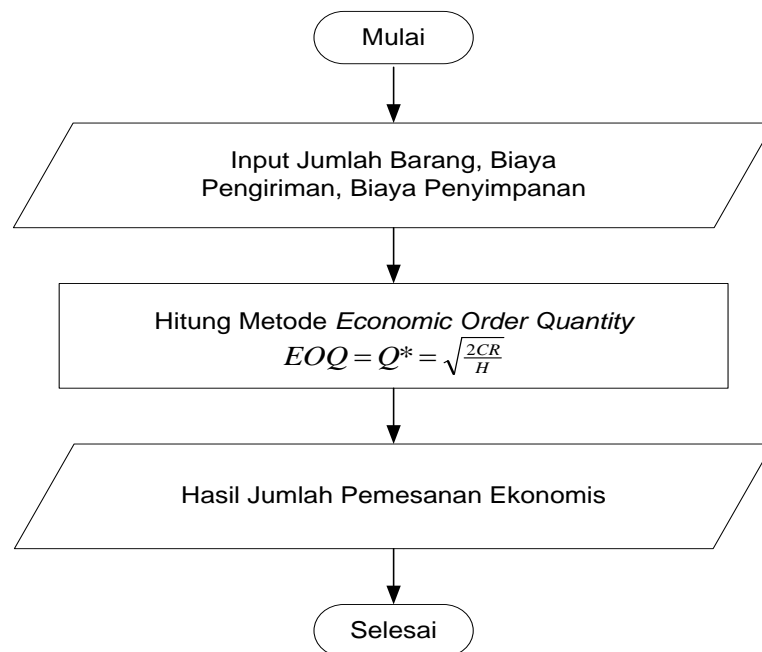 Mulai
Input Jumlah Barang, Biaya
Pengiriman, Biaya Penyimpanan
Hitung Metode Economic Order Quantity
EOQ = Q* = √(2CR/H)
Hasil Jumlah Pemesanan Ekonomis
Selesai